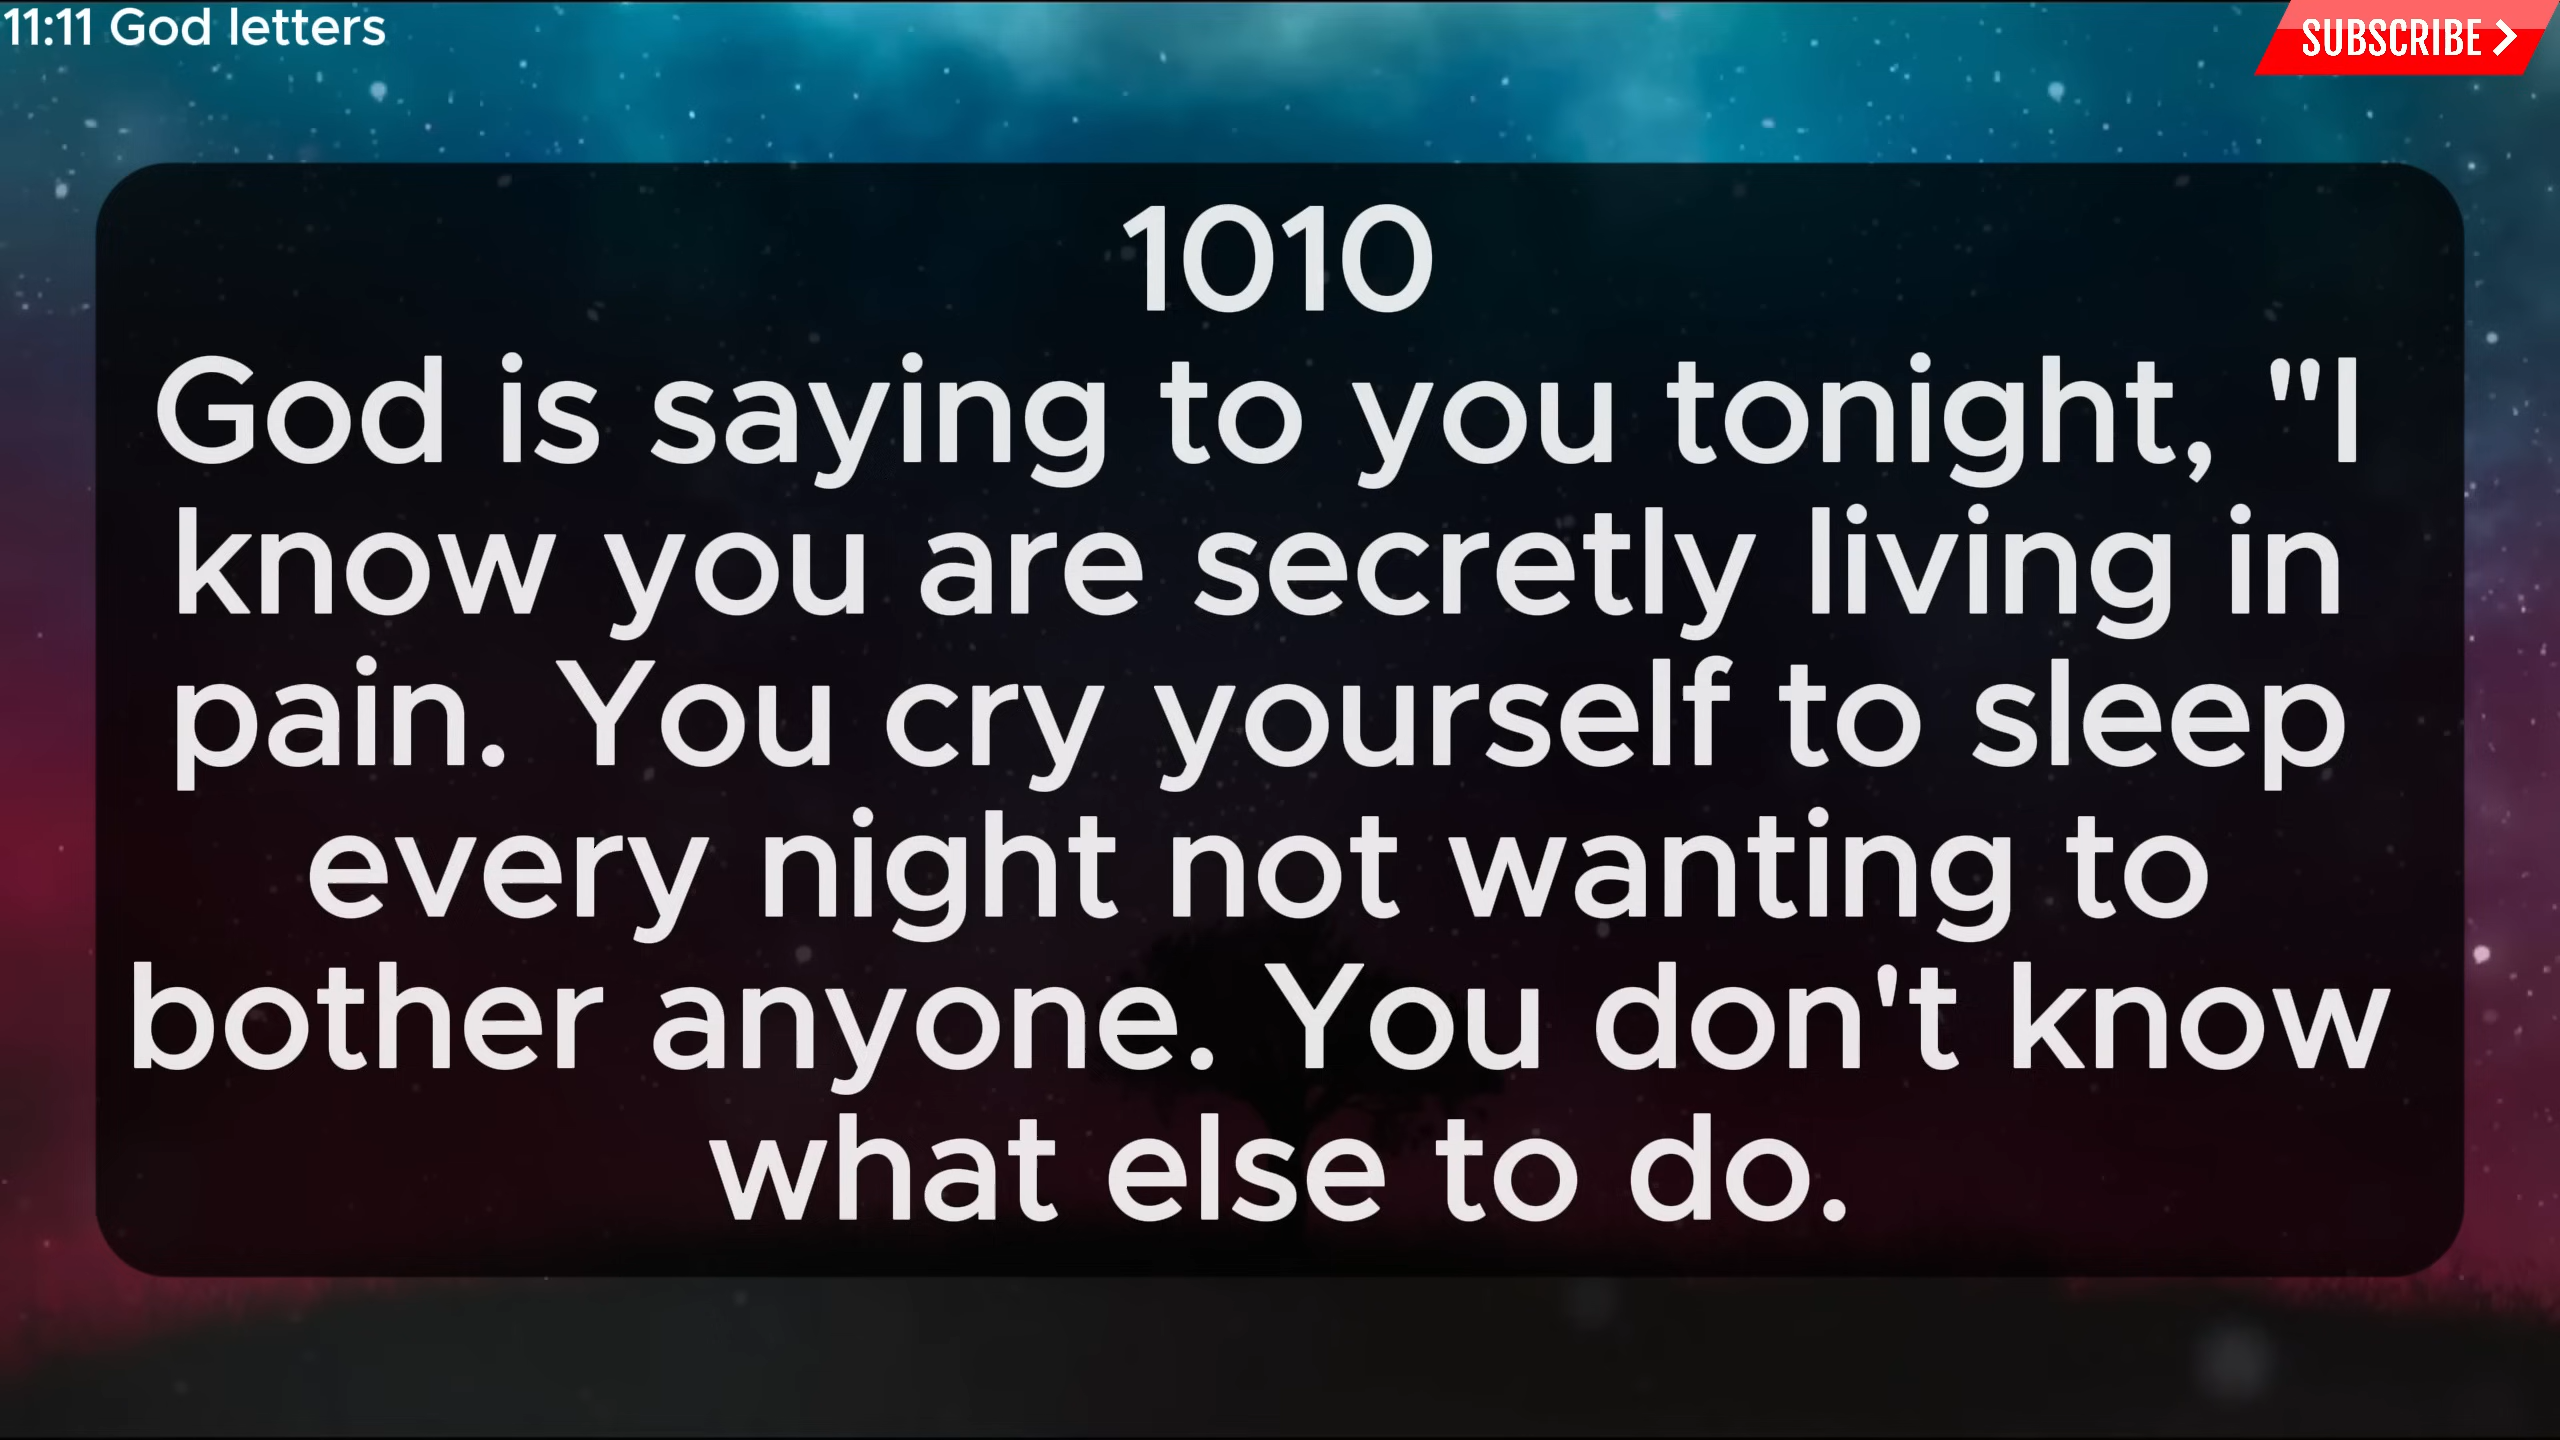 11:11 God letters
SUBSCRIBE
1010
God is saying to you tonight, "I
know you are secretly living in
pain. You cry yourself to sleep
every night not wanting to
bother anyone. You don't know
what else to do.